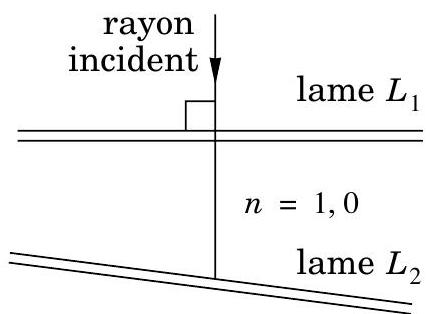 rayon
incident
lame L₁
n = 1,0
lame L₂